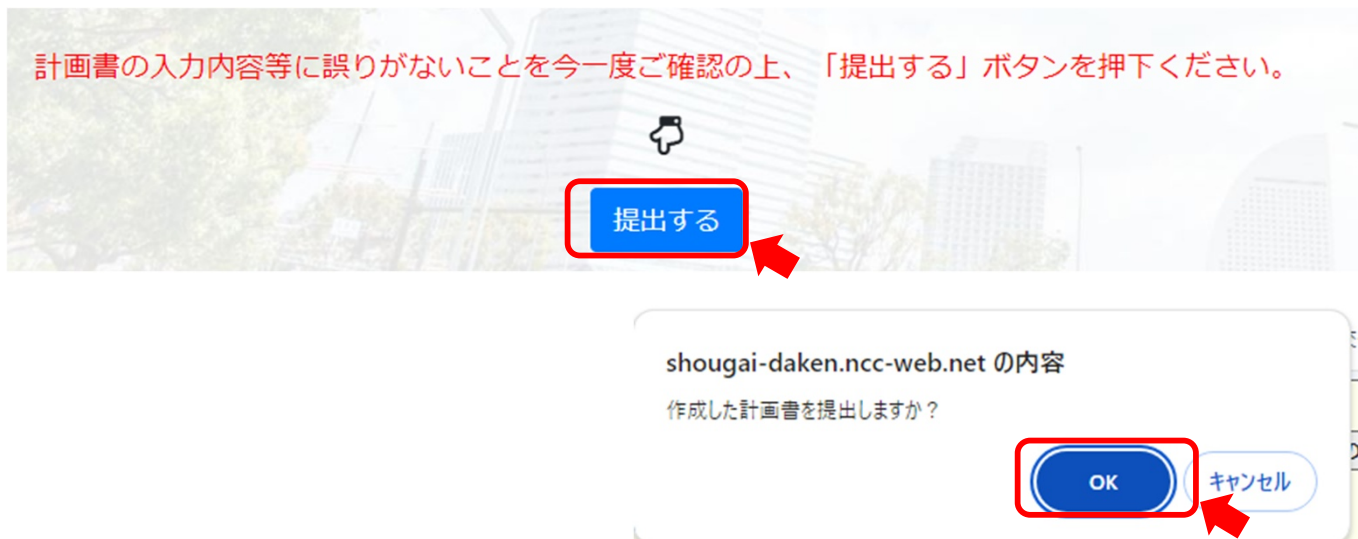 計画書の入力内容等に誤りがないことを今一度ご確認の上、「提出する」ボタンを押下ください。
提出する
shougai-daken.ncc-web.net の内容
作成した計画書を提出しますか？
OK キャンセル